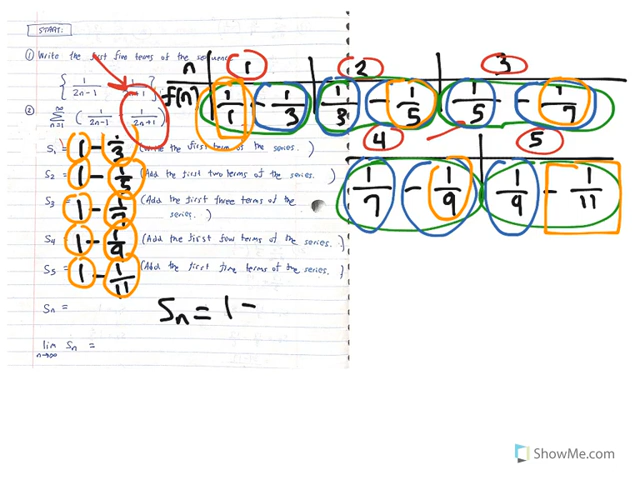 START:
① Write the first five terms of the sequence
{ 1/(2n-1) - 1/(2n+1) }
② ∑ n=1 ∞ ( 1/(2n-1) - 1/(2n+1) )
S₁ = 1 - 1/3 (Write the first term of the series.)
S₂ = 1 - 1/5 (Add the first two terms of the series.)
S₃ = 1 - 1/7 (Add the first three terms of the series.)
S₄ = 1 - 1/9 (Add the first four terms of the series.)
S₅ = 1 - 1/11 (Add the first five terms of the series.)
Sn =
lim n→∞ Sn =
Sn = 1 -
n 1 2 3
f(n) 1/1 - 1/3 1/3 - 1/5 1/5 - 1/7
4 5
1/7 - 1/9 1/9 - 1/11
ShowMe.com